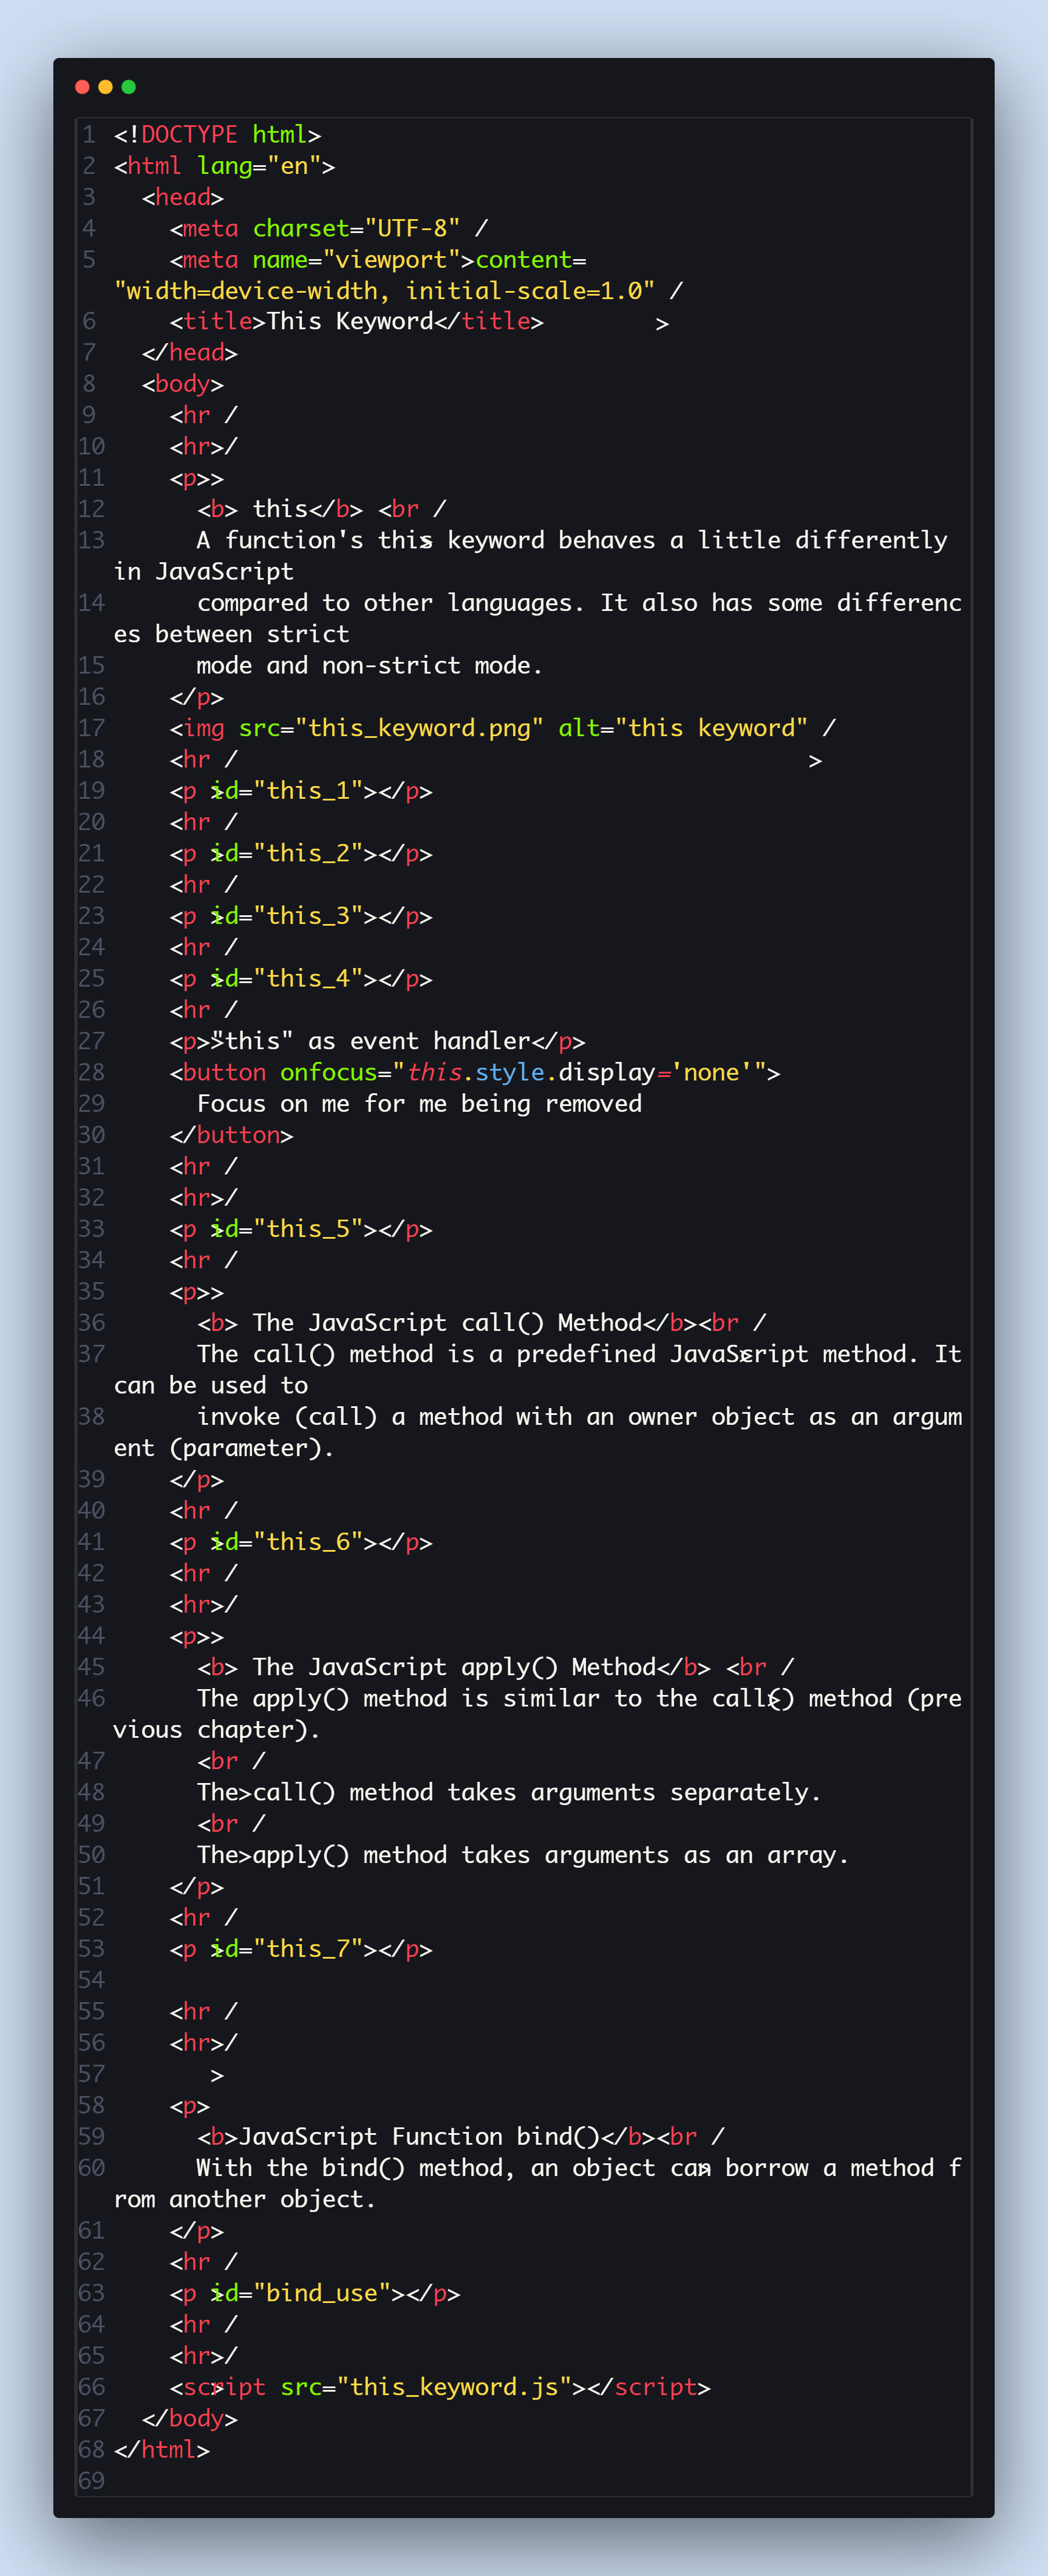 1 <!DOCTYPE html>
2 <html lang="en">
3   <head>
4     <meta charset="UTF-8" /
5     <meta name="viewport">content=
"width=device-width, initial-scale=1.0" /
6     <title>This Keyword</title>        >
7   </head>
8   <body>
9     <hr /
10     <hr>/
11     <p>>
12       <b> this</b> <br /
13       A function's this keyword behaves a little differently
in JavaScript
14       compared to other languages. It also has some differenc
es between strict
15       mode and non-strict mode.
16     </p>
17     <img src="this_keyword.png" alt="this keyword" /
18     <hr /                                         >
19     <p >id="this_1"></p>
20     <hr /
21     <p >id="this_2"></p>
22     <hr /
23     <p >id="this_3"></p>
24     <hr /
25     <p >id="this_4"></p>
26     <hr /
27     <p>>"this" as event handler</p>
28     <button onfocus="this.style.display='none'">
29       Focus on me for me being removed
30     </button>
31     <hr /
32     <hr>/
33     <p >id="this_5"></p>
34     <hr /
35     <p>>
36       <b> The JavaScript call() Method</b><br /
37       The call() method is a predefined JavaScript method. It
can be used to
38       invoke (call) a method with an owner object as an argum
ent (parameter).
39     </p>
40     <hr /
41     <p >id="this_6"></p>
42     <hr /
43     <hr>/
44     <p>>
45       <b> The JavaScript apply() Method</b> <br /
46       The apply() method is similar to the call() method (pre
vious chapter).
47       <br /
48       The>call() method takes arguments separately.
49       <br /
50       The>apply() method takes arguments as an array.
51     </p>
52     <hr /
53     <p >id="this_7"></p>
54
55     <hr /
56     <hr>/
57        >
58     <p>
59       <b>JavaScript Function bind()</b><br /
60       With the bind() method, an object can borrow a method f
rom another object.
61     </p>
62     <hr /
63     <p >id="bind_use"></p>
64     <hr /
65     <hr>/
66     <script src="this_keyword.js"></script>
67   </body>
68 </html>
69